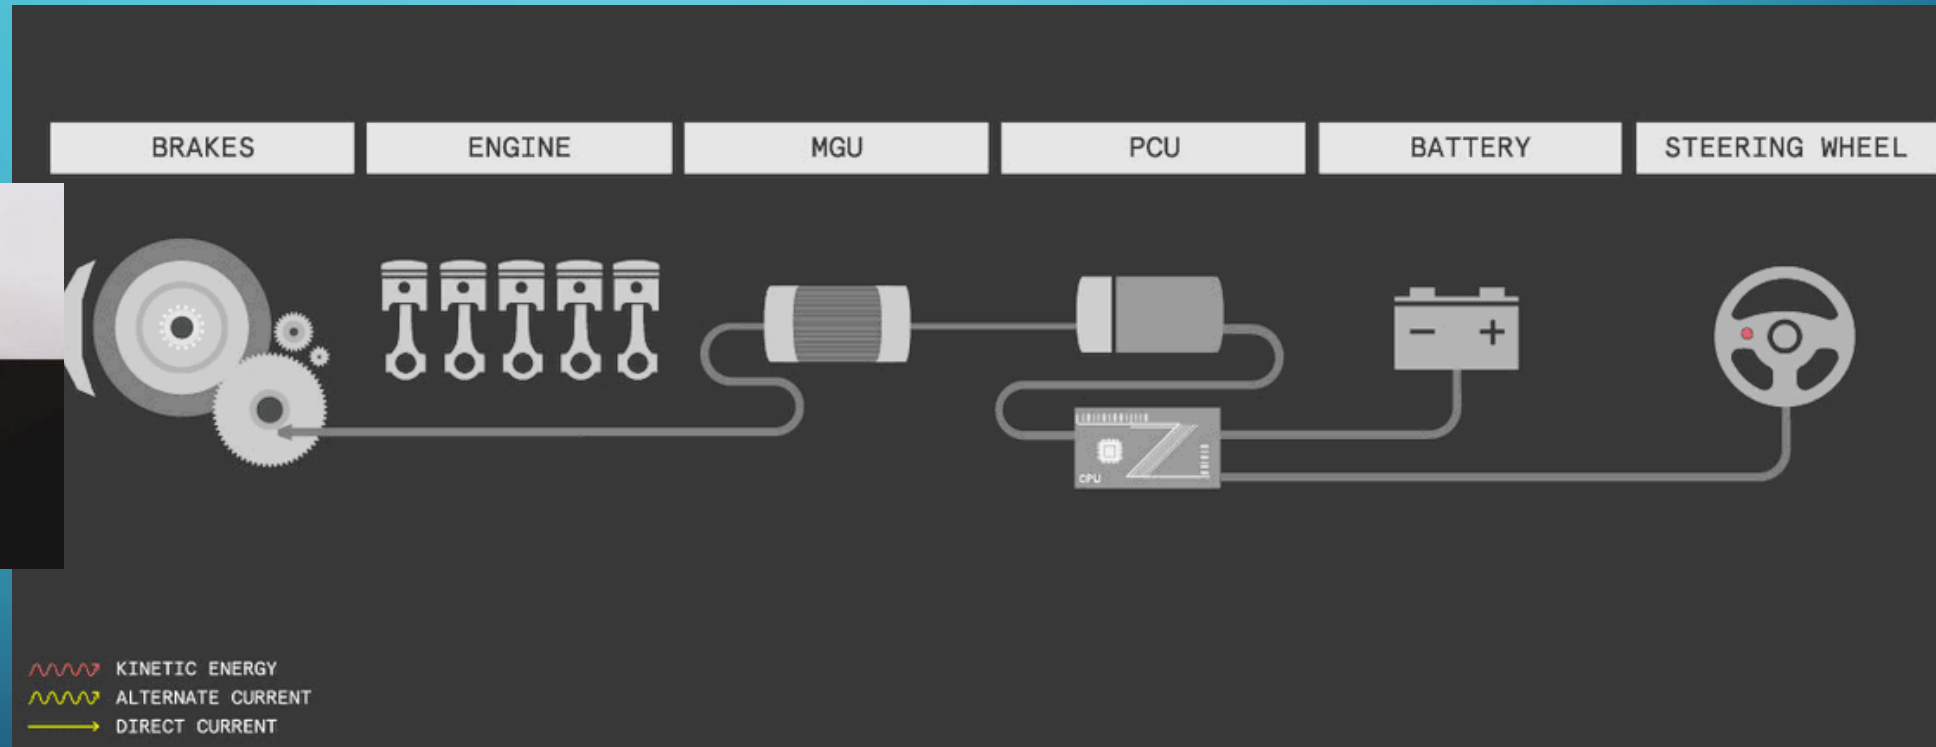 BRAKES
ENGINE
MGU
PCU
BATTERY
STEERING WHEEL
- +
CPU
KINETIC ENERGY
ALTERNATE CURRENT
DIRECT CURRENT